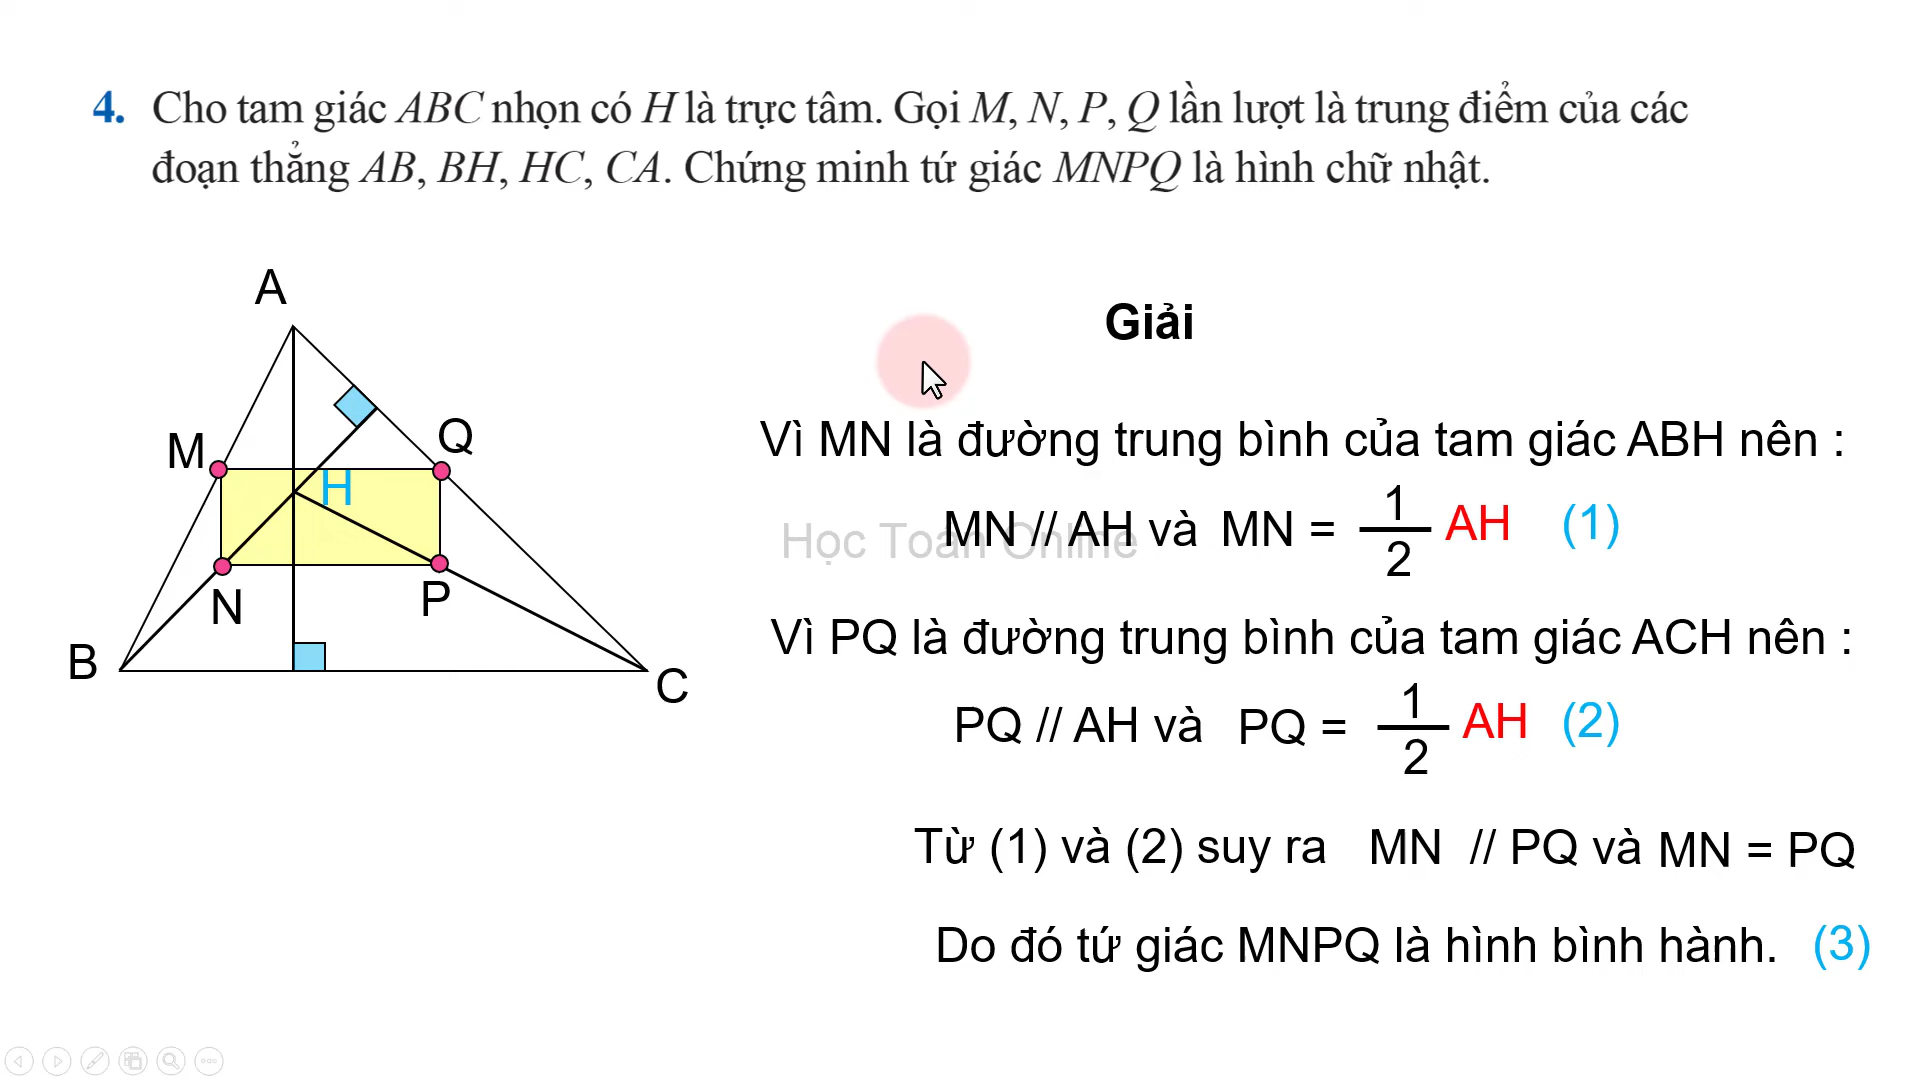 4. Cho tam giác ABC nhọn có H là trực tâm. Gọi M, N, P, Q lần lượt là trung điểm của các
đoạn thẳng AB, BH, HC, CA. Chứng minh tứ giác MNPQ là hình chữ nhật.
A
M
Q
H
N
P
B
C
Giải
Vì MN là đường trung bình của tam giác ABH nên :
MN // AH và MN = 1/2 AH (1)
Học Toán Online
Vì PQ là đường trung bình của tam giác ACH nên :
PQ // AH và PQ = 1/2 AH (2)
Từ (1) và (2) suy ra MN // PQ và MN = PQ
Do đó tứ giác MNPQ là hình bình hành. (3)